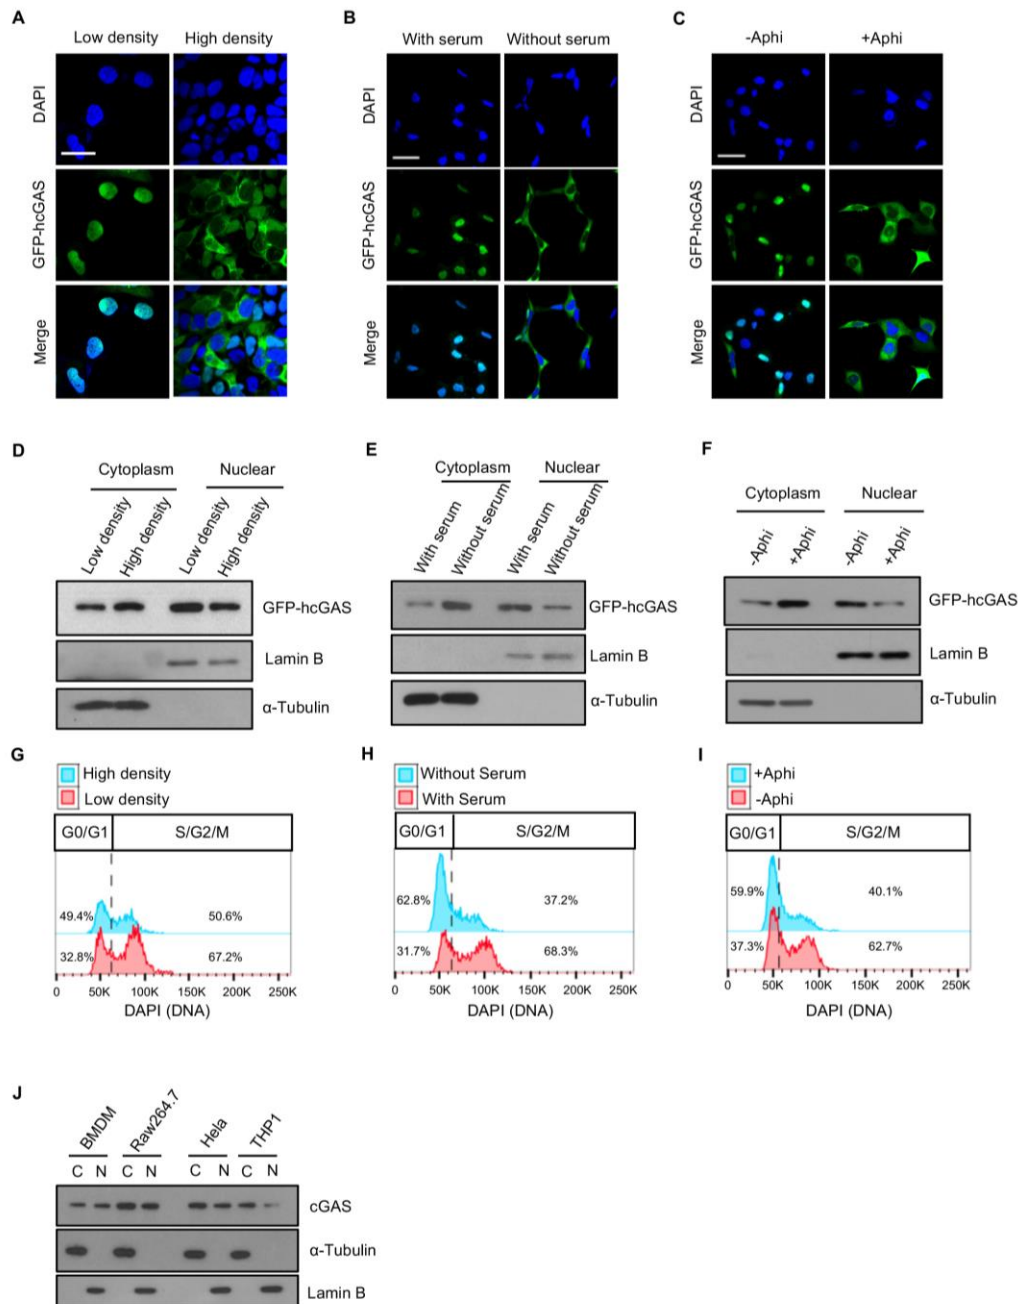 A
Low density High density
DAPI
GFP-hcGAS
Merge
B
With serum Without serum
DAPI
GFP-hcGAS
Merge
C
-Aphi +Aphi
DAPI
GFP-hcGAS
Merge
D
Cytoplasm Nuclear
Low density High density Low density High density
GFP-hcGAS
Lamin B
α-Tubulin
E
Cytoplasm Nuclear
With serum Without serum With serum Without serum
GFP-hcGAS
Lamin B
α-Tubulin
F
Cytoplasm Nuclear
-Aphi +Aphi -Aphi +Aphi
GFP-hcGAS
Lamin B
α-Tubulin
G
High density
Low density
G0/G1 S/G2/M
49.4% 50.6%
32.8% 67.2%
0 50K 100K 150K 200K 250K
DAPI (DNA)
H
Without Serum
With Serum
G0/G1 S/G2/M
62.8% 37.2%
31.7% 68.3%
0 50K 100K 150K 200K 250K
DAPI (DNA)
I
+Aphi
-Aphi
G0/G1 S/G2/M
59.9% 40.1%
37.3% 62.7%
0 50K 100K 150K 200K 250K
DAPI (DNA)
J
BMDM Raw264.7 Hela THP1
C N C N C N C N
cGAS
α-Tubulin
Lamin B